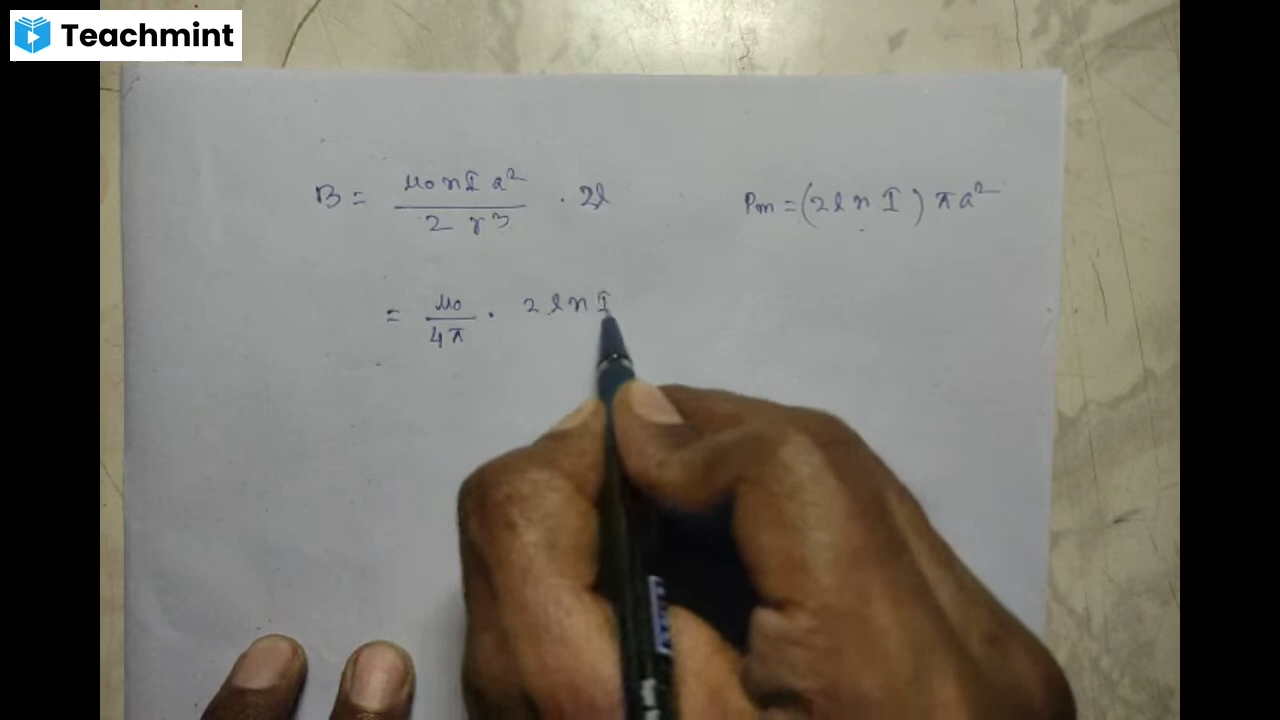 Teachmint
B = μ₀nIa² / 2r³ . 2l
Pm = (2lnI) πa²
= μ₀ / 4π . 2lnI